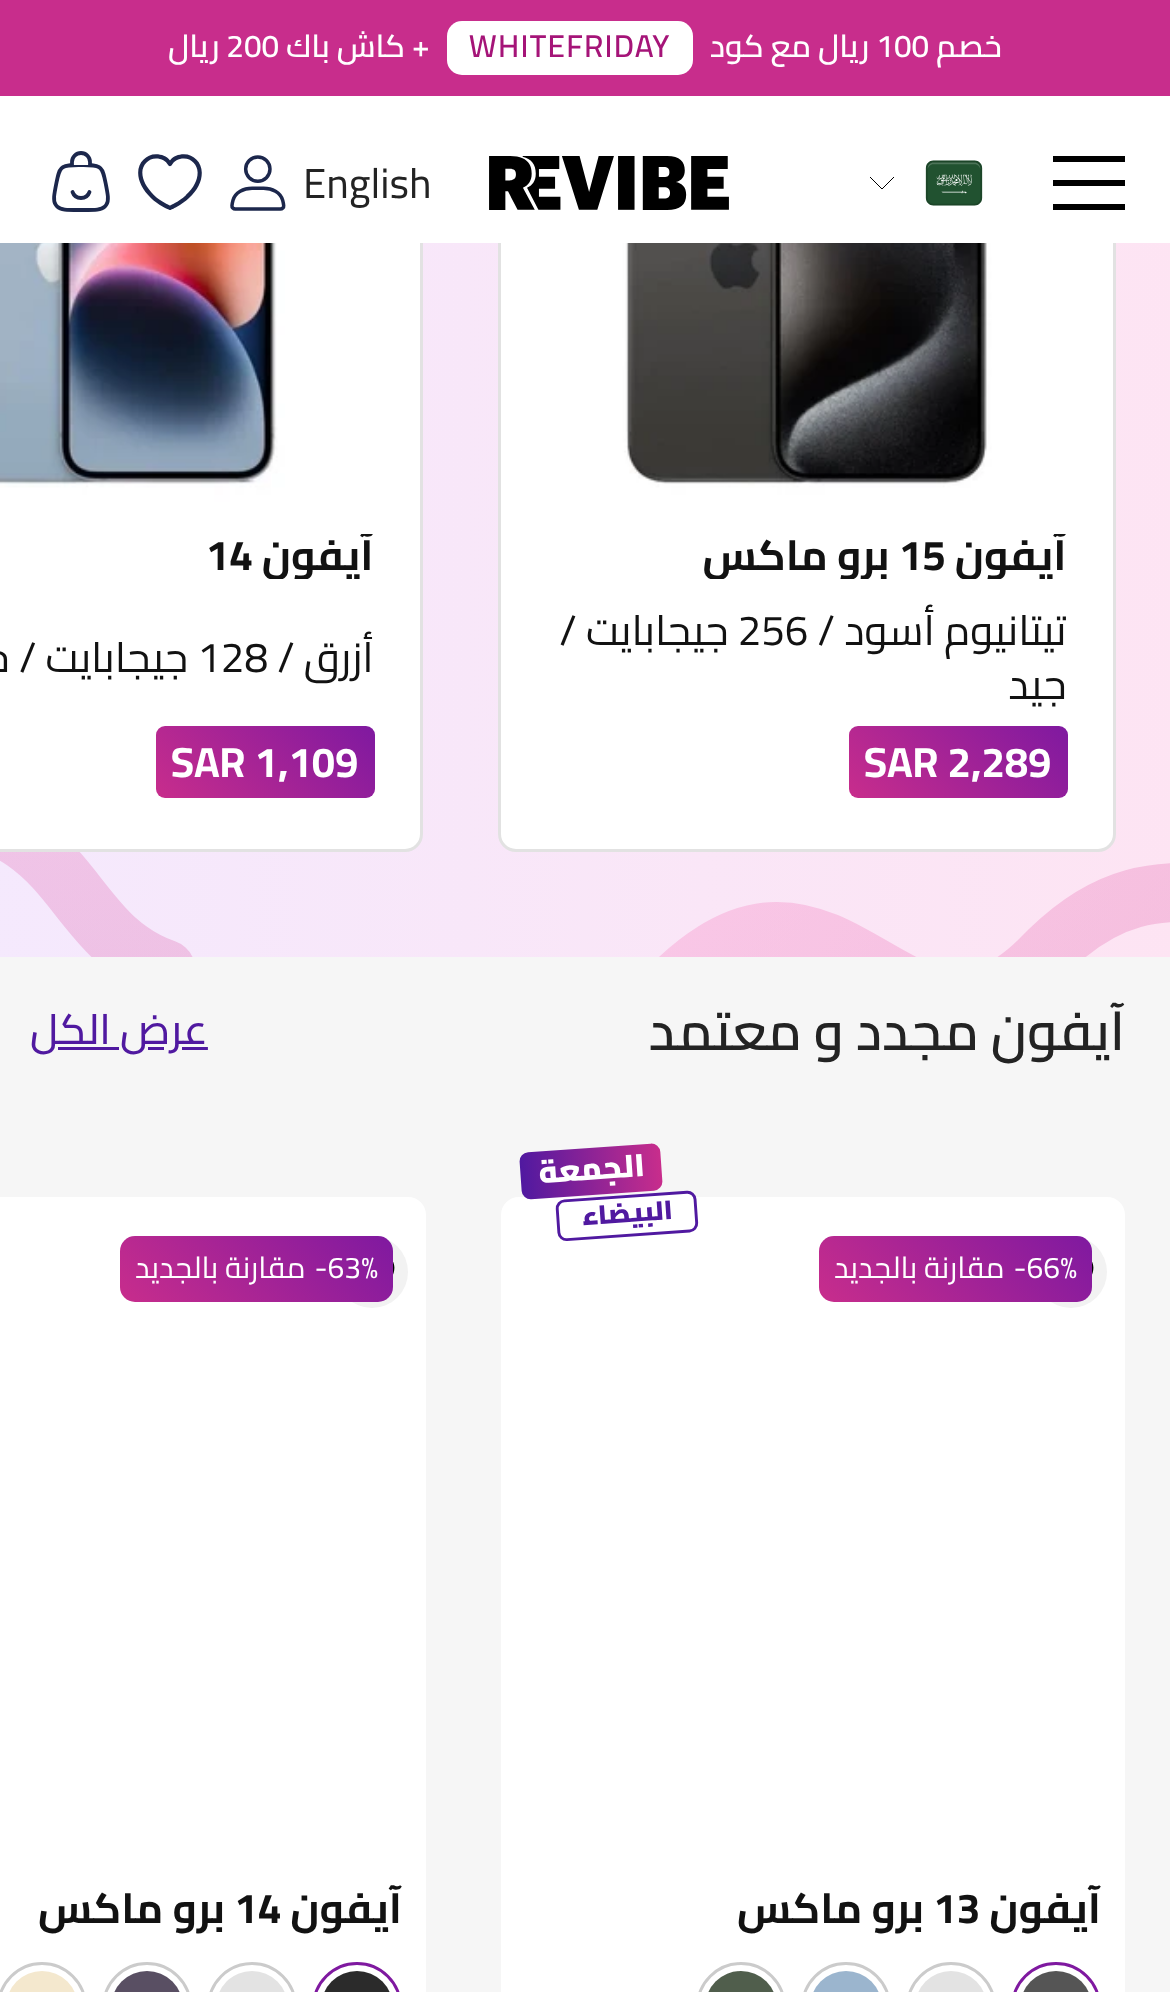 خصم 100 ريال مع كود WHITEFRIDAY + كاش باك 200 ريال
REVIBE
English
آيفون 15 برو ماكس
تيتانيوم أسود / 256 جيجابايت /
جيد
SAR 2,289
آيفون 14
أزرق / 128 جيجابايت /
SAR 1,109
آيفون مجدد و معتمد
عرض الكل
الجمعة
البيضاء
-66% مقارنة بالجديد
آيفون 13 برو ماكس
-63% مقارنة بالجديد
آيفون 14 برو ماكس